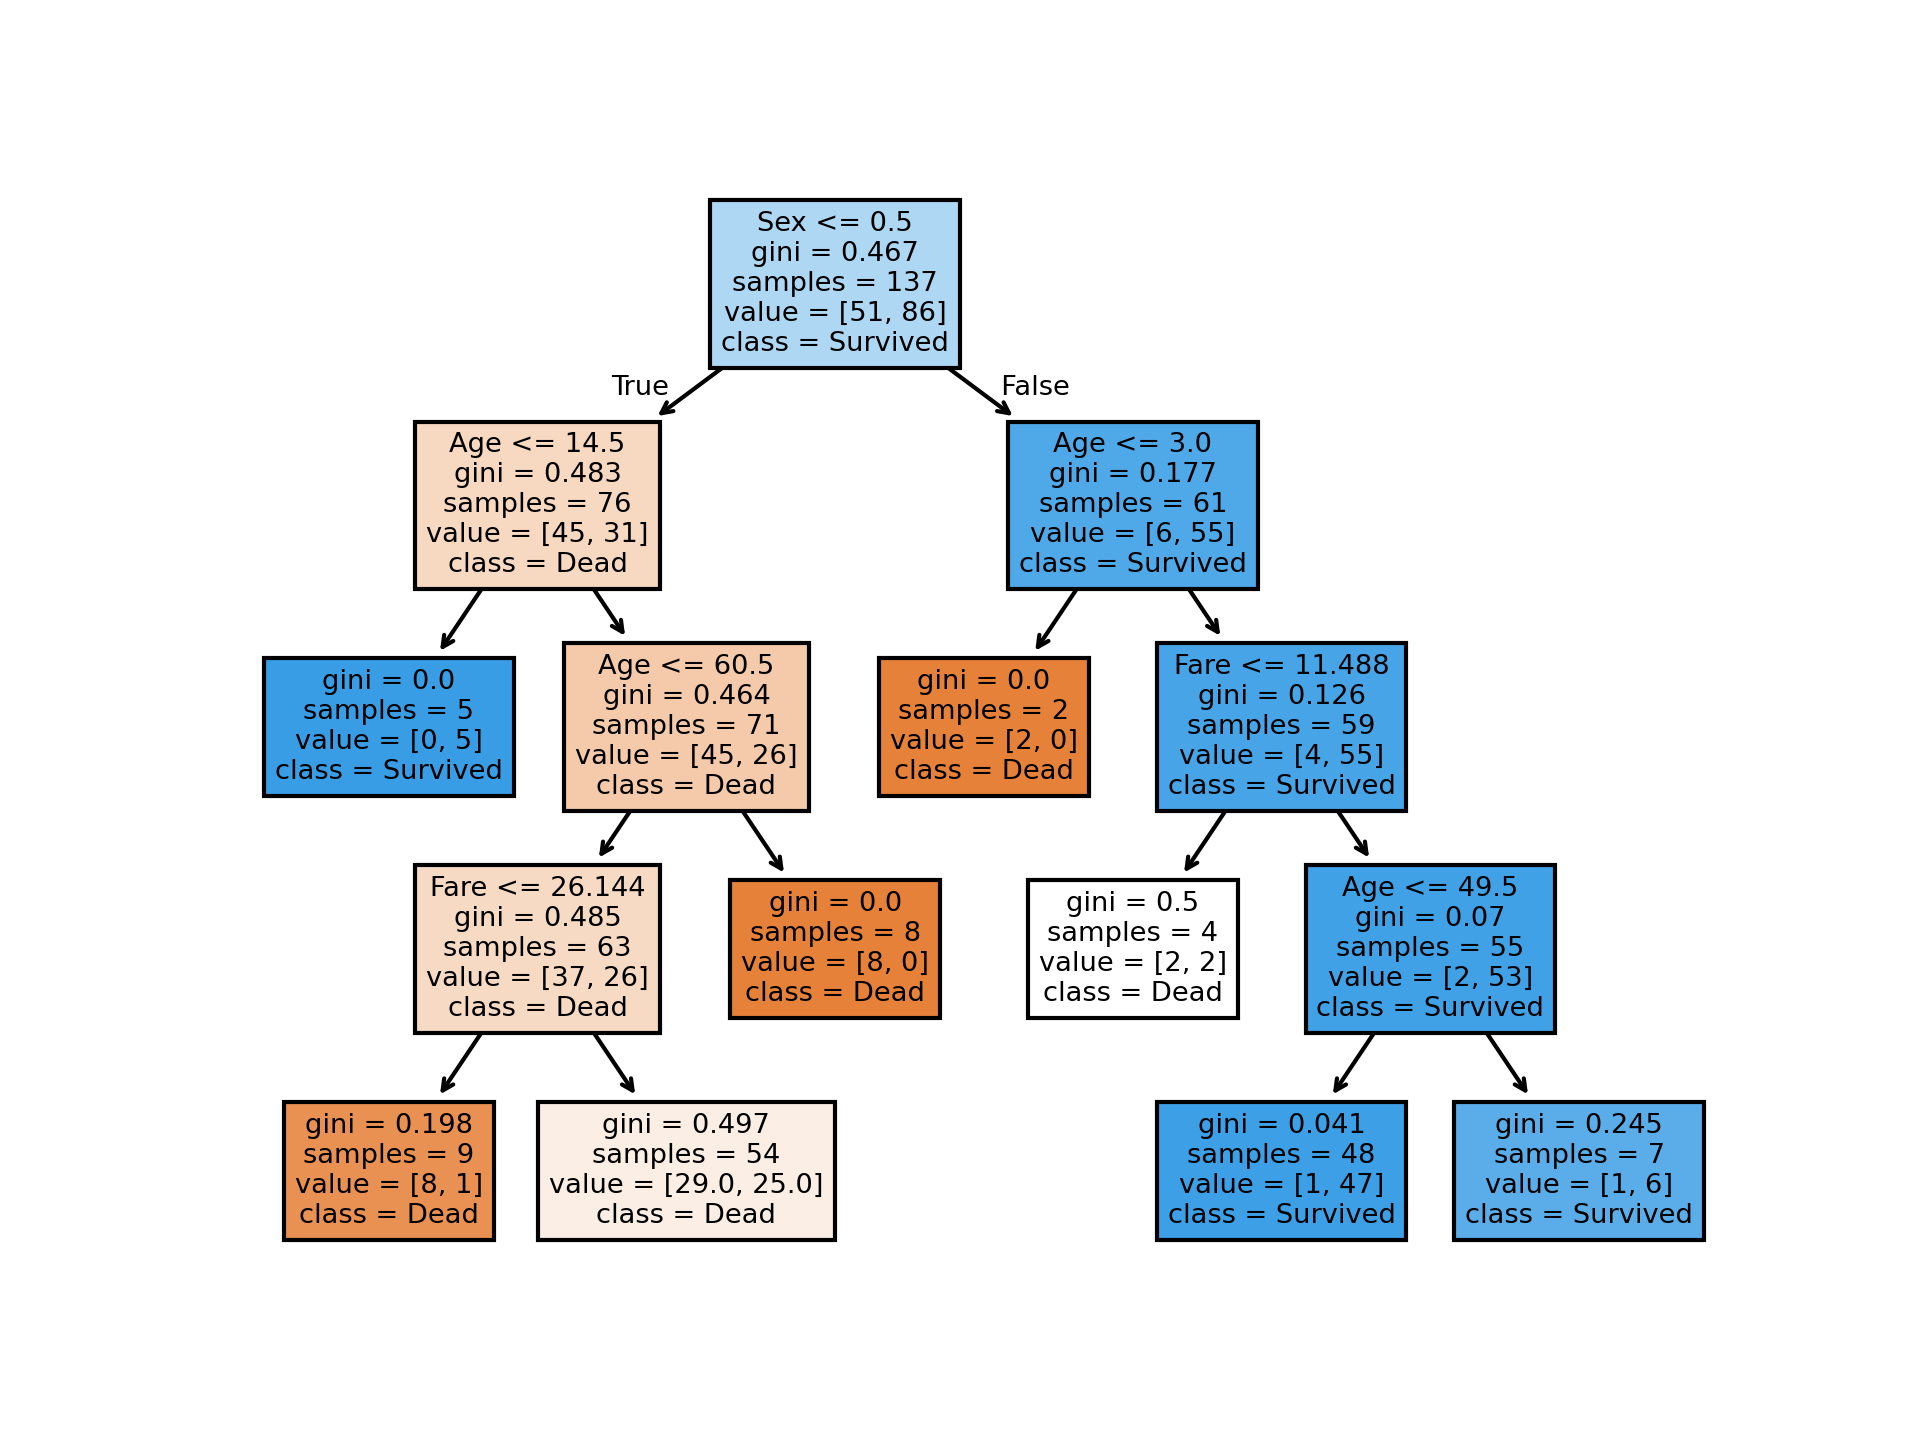 Sex <= 0.5
gini = 0.467
samples = 137
value = [51, 86]
class = Survived
True
False
Age <= 14.5
gini = 0.483
samples = 76
value = [45, 31]
class = Dead
Age <= 3.0
gini = 0.177
samples = 61
value = [6, 55]
class = Survived
gini = 0.0
samples = 5
value = [0, 5]
class = Survived
Age <= 60.5
gini = 0.464
samples = 71
value = [45, 26]
class = Dead
gini = 0.0
samples = 2
value = [2, 0]
class = Dead
Fare <= 11.488
gini = 0.126
samples = 59
value = [4, 55]
class = Survived
Fare <= 26.144
gini = 0.485
samples = 63
value = [37, 26]
class = Dead
gini = 0.0
samples = 8
value = [8, 0]
class = Dead
gini = 0.5
samples = 4
value = [2, 2]
class = Dead
Age <= 49.5
gini = 0.07
samples = 55
value = [2, 53]
class = Survived
gini = 0.198
samples = 9
value = [8, 1]
class = Dead
gini = 0.497
samples = 54
value = [29.0, 25.0]
class = Dead
gini = 0.041
samples = 48
value = [1, 47]
class = Survived
gini = 0.245
samples = 7
value = [1, 6]
class = Survived